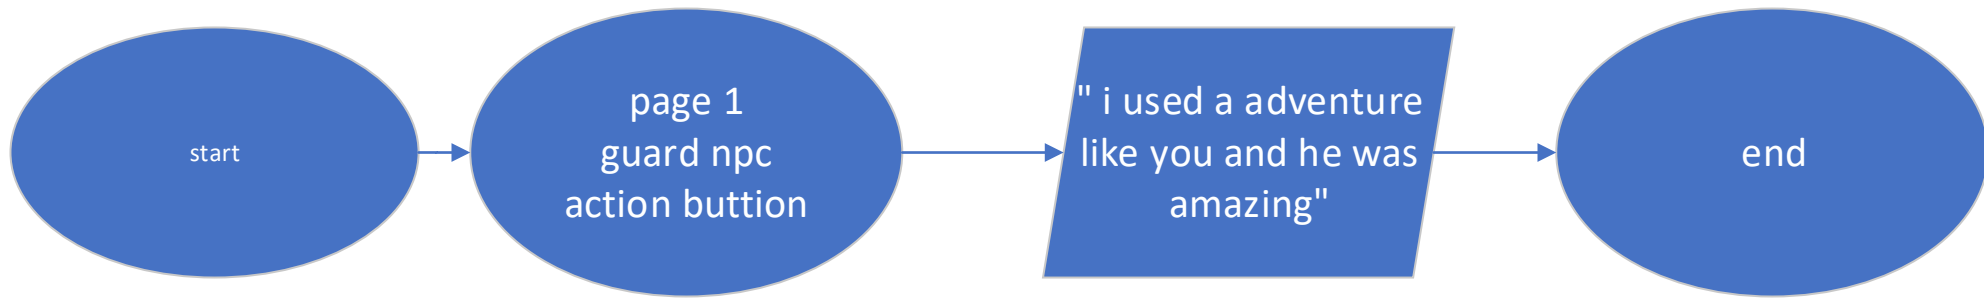 start
page 1
guard npc
action buttion
" i used a adventure
like you and he was
amazing"
end